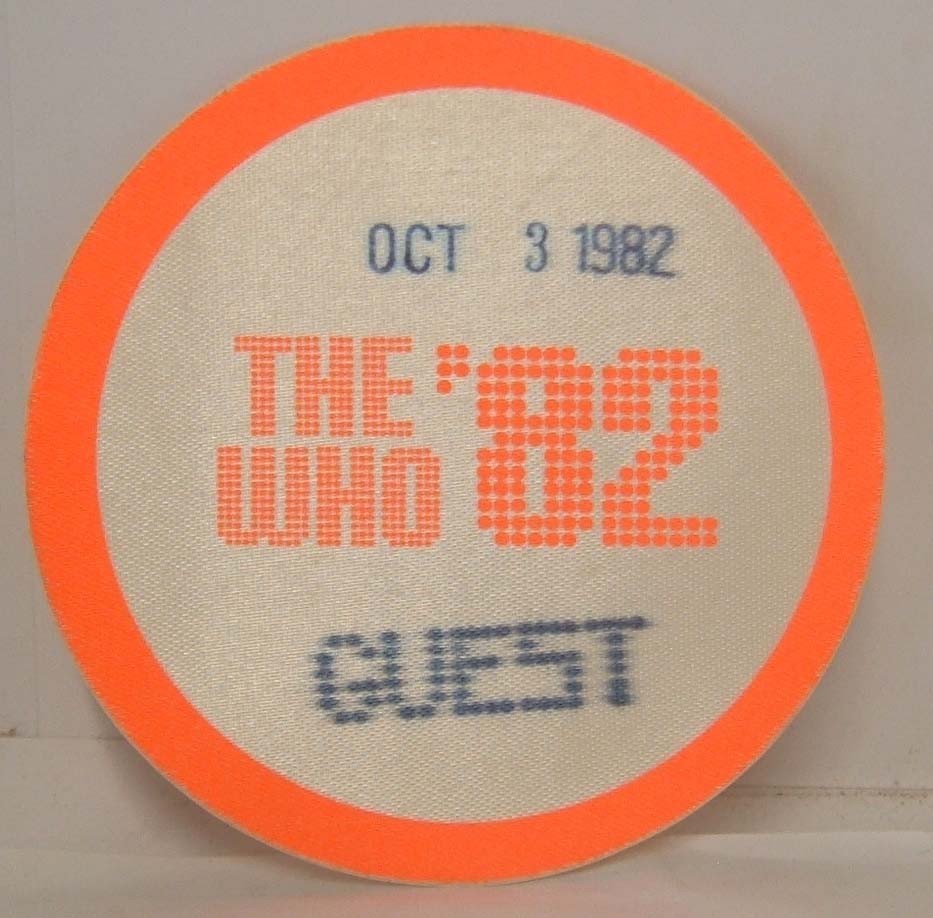 OCT 3 1982
THE WHO '82
GUEST